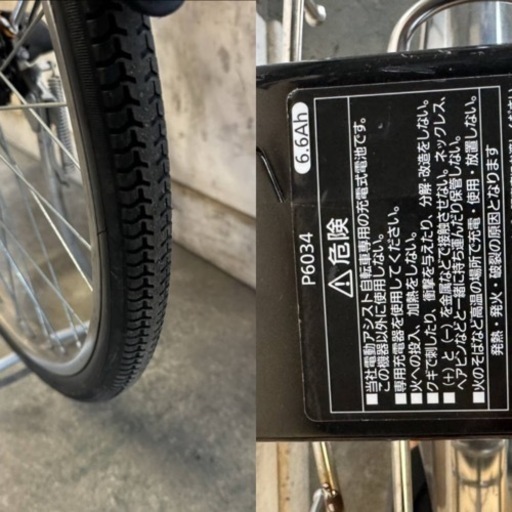 6.6Ah
P6034
⚠危険
■当社電動アシスト自転車専用の充電式電池です。
この機器以外に使用しない。
■専用充電器を使用してください。
■火への投入、加熱をしない。
■クギで刺したり、衝撃を与えたり、分解・改造をしない。
■(+)と(−)を金属などで接触させない。ネックレス、
ヘアピンなどと一緒に持ち運んだり保管しない。
■火のそばなど高温の場所で充電・使用・放置しない。
発熱・発火・破裂の原因となります